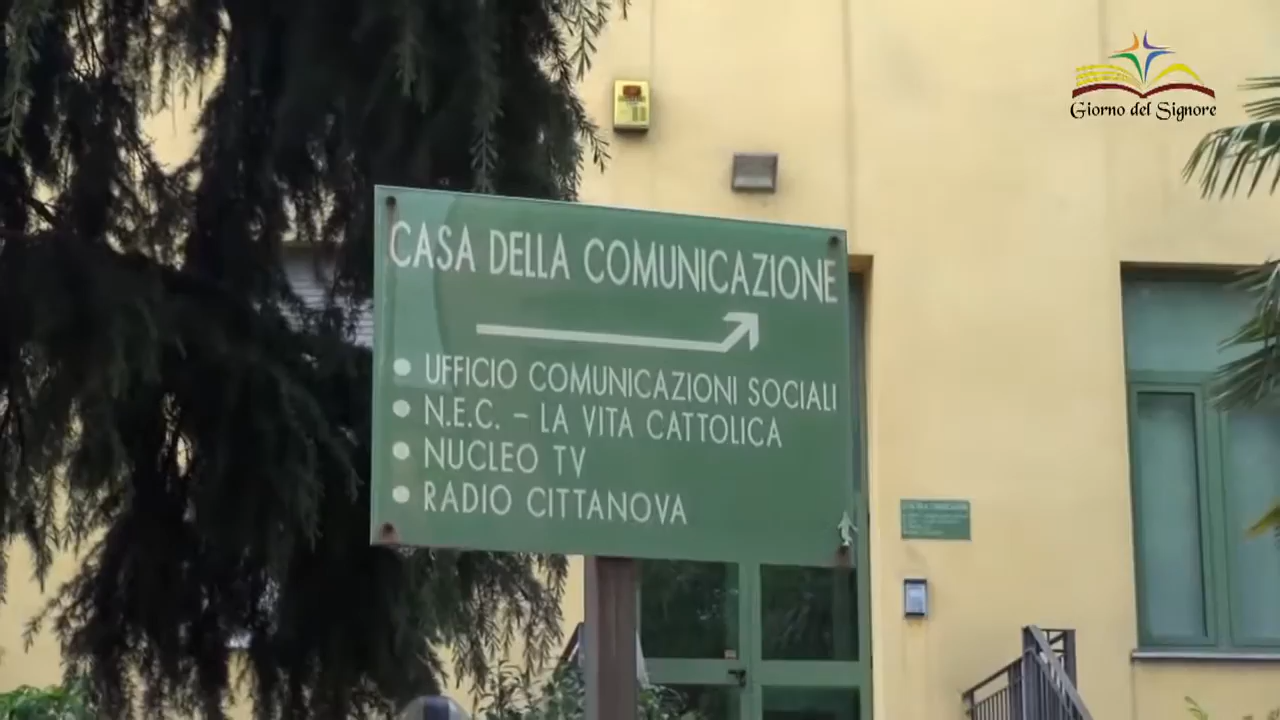 Giorno del Signore
CASA DELLA COMUNICAZIONE
• UFFICIO COMUNICAZIONI SOCIALI
• N.E.C. – LA VITA CATTOLICA
• NUCLEO TV
• RADIO CITTANOVA